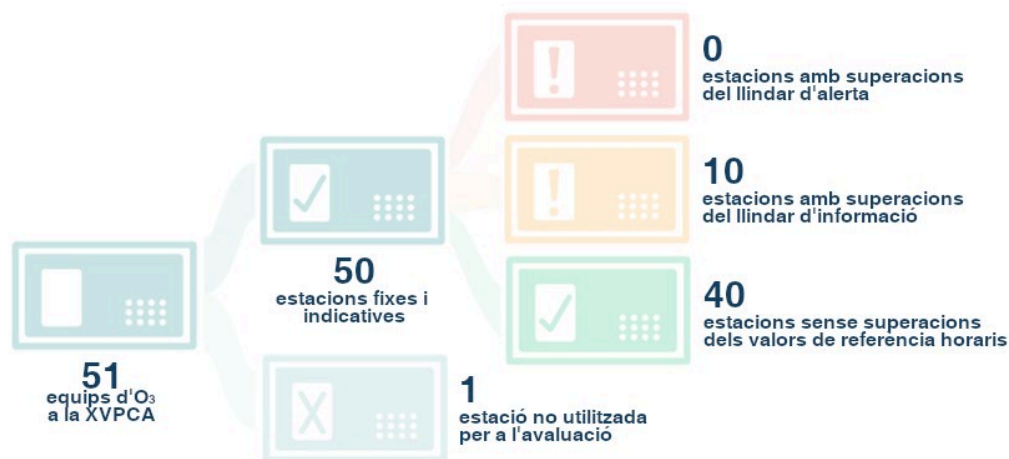 0
estacions amb superacions
del llindar d'alerta
10
estacions amb superacions
del llindar d'informació
50
estacions fixes i
indicatives
40
estacions sense superacions
dels valors de referència horaris
51
equips d'O₃
a la XVPCA
1
estació no utilitzada
per a l'avaluació